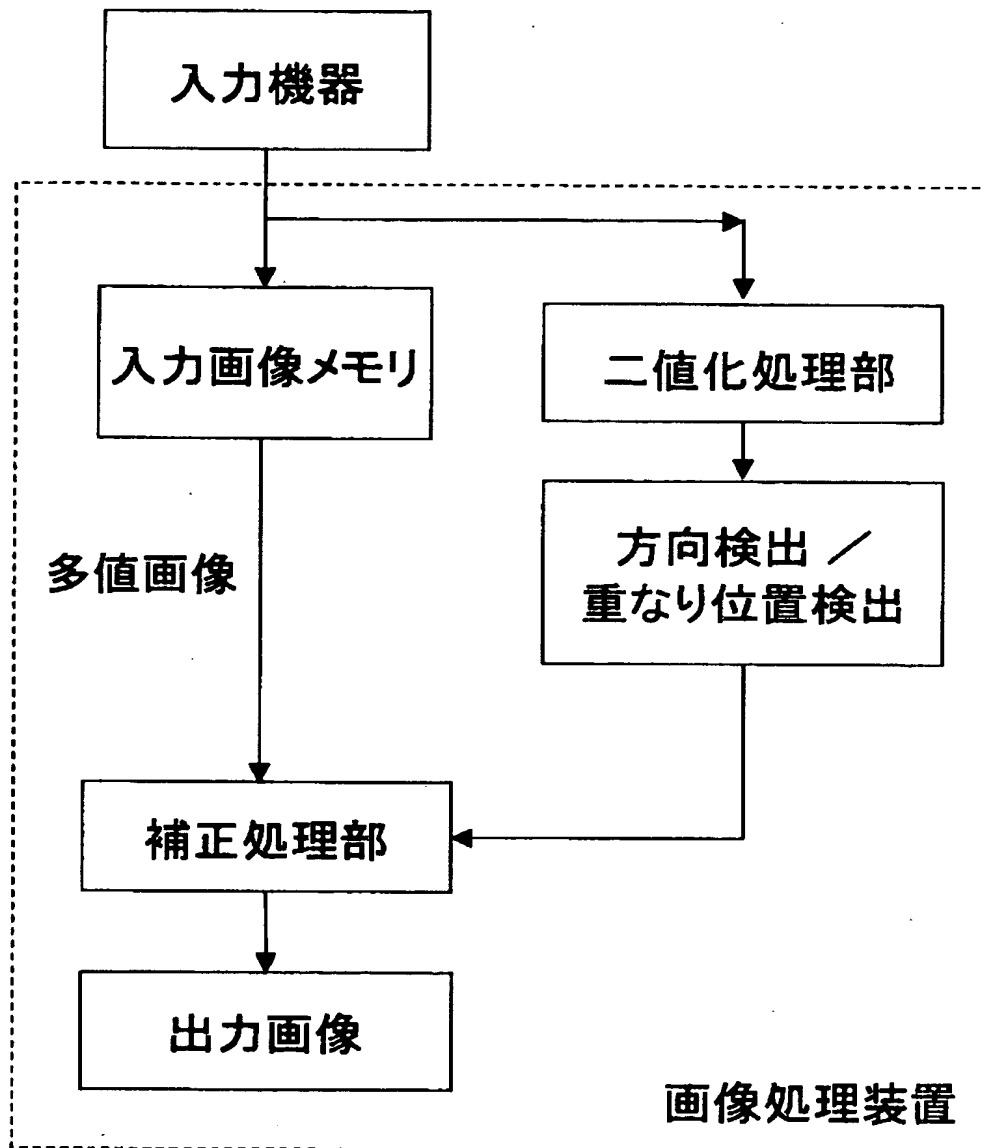 入力機器
入力画像メモリ
二値化処理部
多値画像
方向検出 ／
重なり位置検出
補正処理部
出力画像
画像処理装置